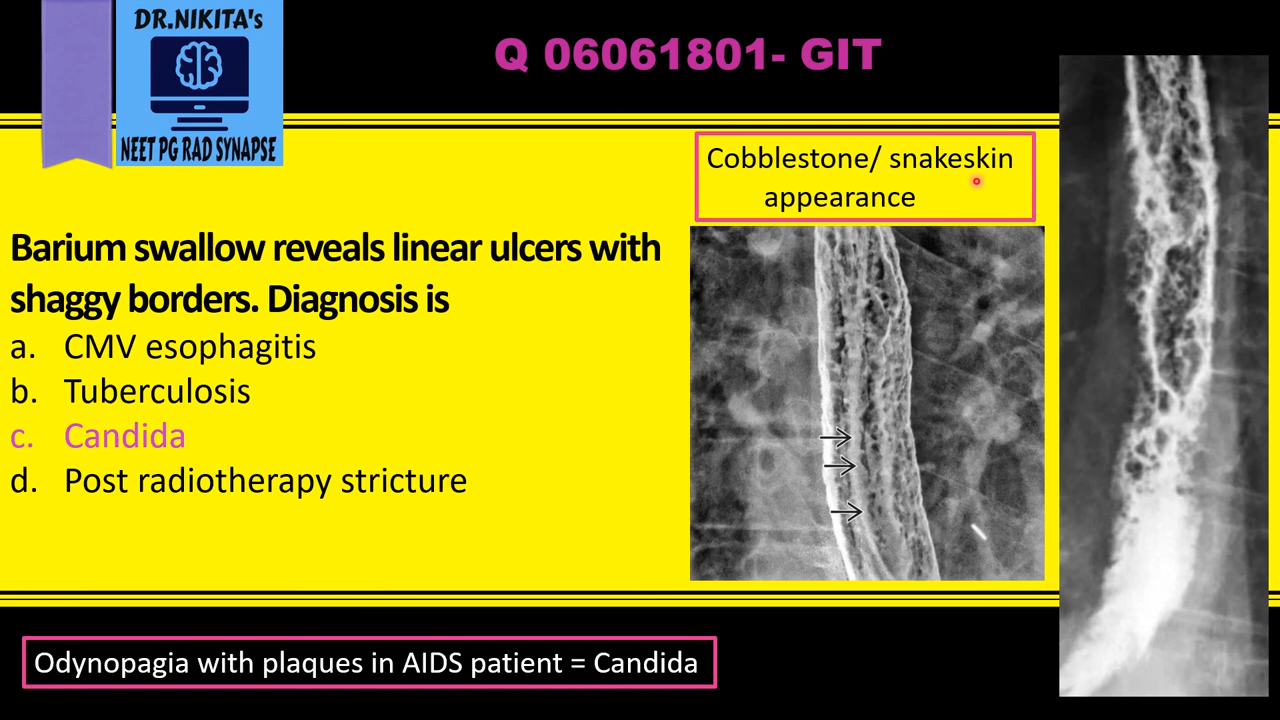 DR.NIKITA's
NEET PG RAD SYNAPSE
Q 06061801- GIT
Cobblestone/ snakeskin
appearance
Barium swallow reveals linear ulcers with
shaggy borders. Diagnosis is
a. CMV esophagitis
b. Tuberculosis
c. Candida
d. Post radiotherapy stricture
Odynopagia with plaques in AIDS patient = Candida